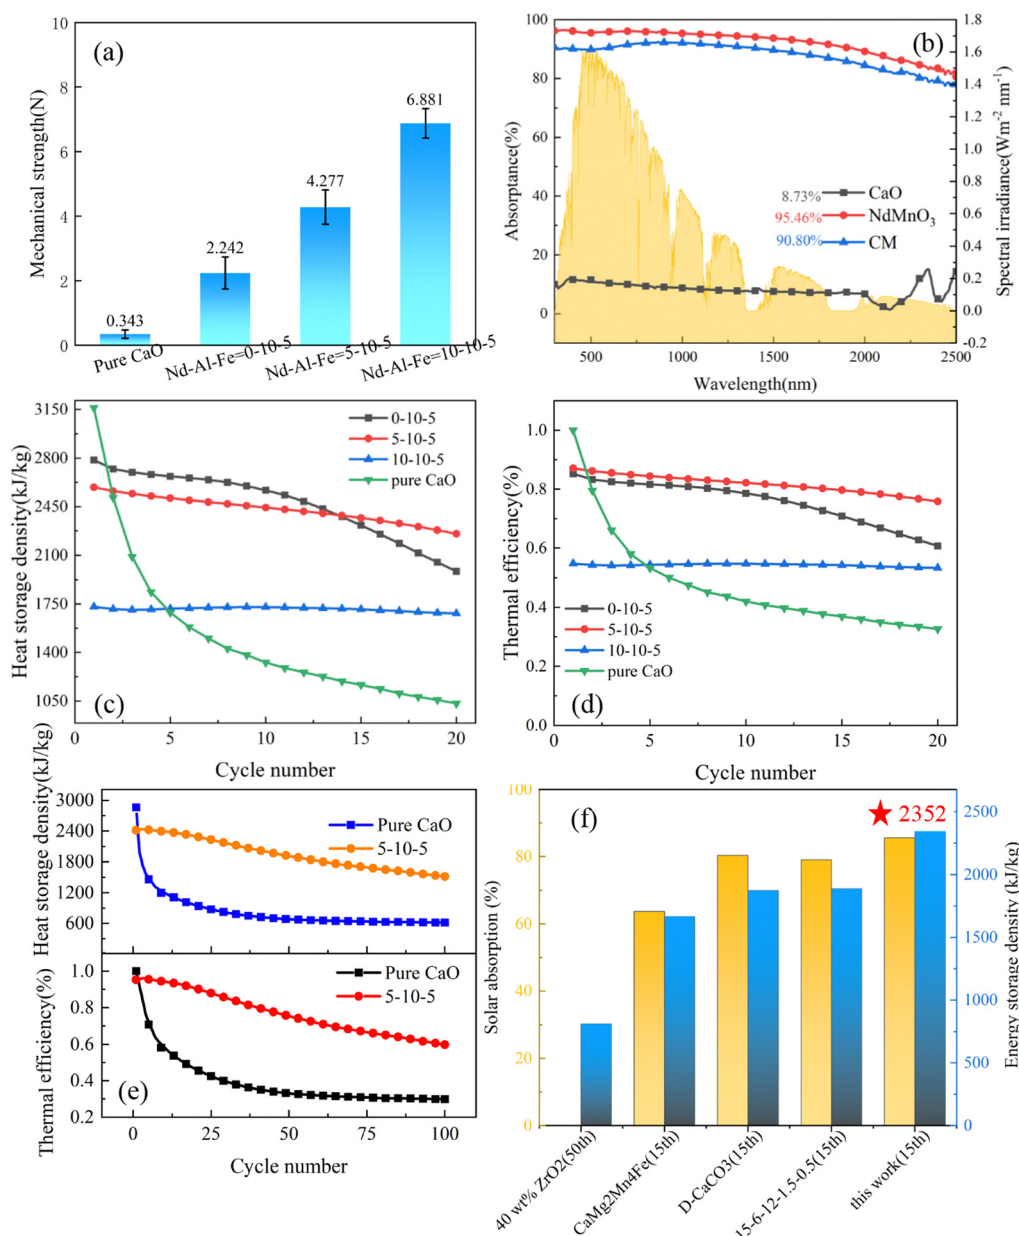 (a)
Mechanical strength(N)
10
8
6
4
2
0
0.343
2.242
4.277
6.881
Pure CaO
Nd-Al-Fe=0-10-5
Nd-Al-Fe=5-10-5
Nd-Al-Fe=10-10-5
(b)
Absorptance(%)
100
80
60
40
20
0
Spectral irradiance(Wm-2 nm-1)
1.8
1.6
1.4
1.2
1.0
0.8
0.6
0.4
0.2
0.0
-0.2
8.73% CaO
95.46% NdMnO3
90.80% CM
500 1000 1500 2000 2500
Wavelength(nm)
Heat storage density(kJ/kg)
3150
2800
2450
2100
1750
1400
1050
0-10-5
5-10-5
10-10-5
pure CaO
(c)
0 5 10 15 20
Cycle number
Thermal efficiency(%)
1.0
0.8
0.6
0.4
0.2
0.0
0-10-5
5-10-5
10-10-5
pure CaO
(d)
0 5 10 15 20
Cycle number
Heat storage density(kJ/kg)
3000
2400
1800
1200
600
Pure CaO
5-10-5
Thermal efficiency(%)
1.0
0.8
0.6
0.4
0.2
Pure CaO
5-10-5
(e)
0 25 50 75 100
Cycle number
(f)
2352
Solar absorption (%)
100
80
60
40
20
0
Energy storage density (kJ/kg)
2500
2000
1500
1000
500
0
40 wt% ZrO2(50th)
CaMg2Mn4Fe(15th)
D-CaCO3(15th)
15-6-12-1.5-0.5(15th)
this work(15th)